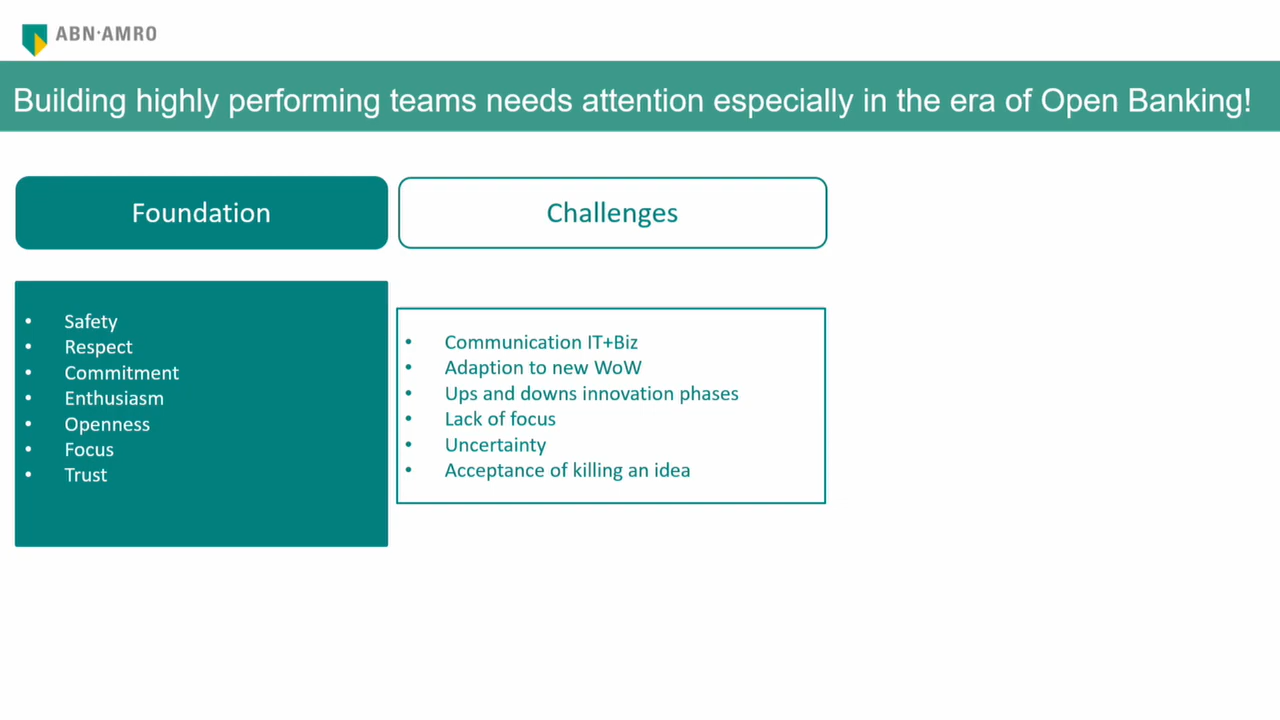 ABN·AMRO
Building highly performing teams needs attention especially in the era of Open Banking!
Foundation
Challenges
• Safety
• Respect
• Commitment
• Enthusiasm
• Openness
• Focus
• Trust
• Communication IT+Biz
• Adaption to new WoW
• Ups and downs innovation phases
• Lack of focus
• Uncertainty
• Acceptance of killing an idea